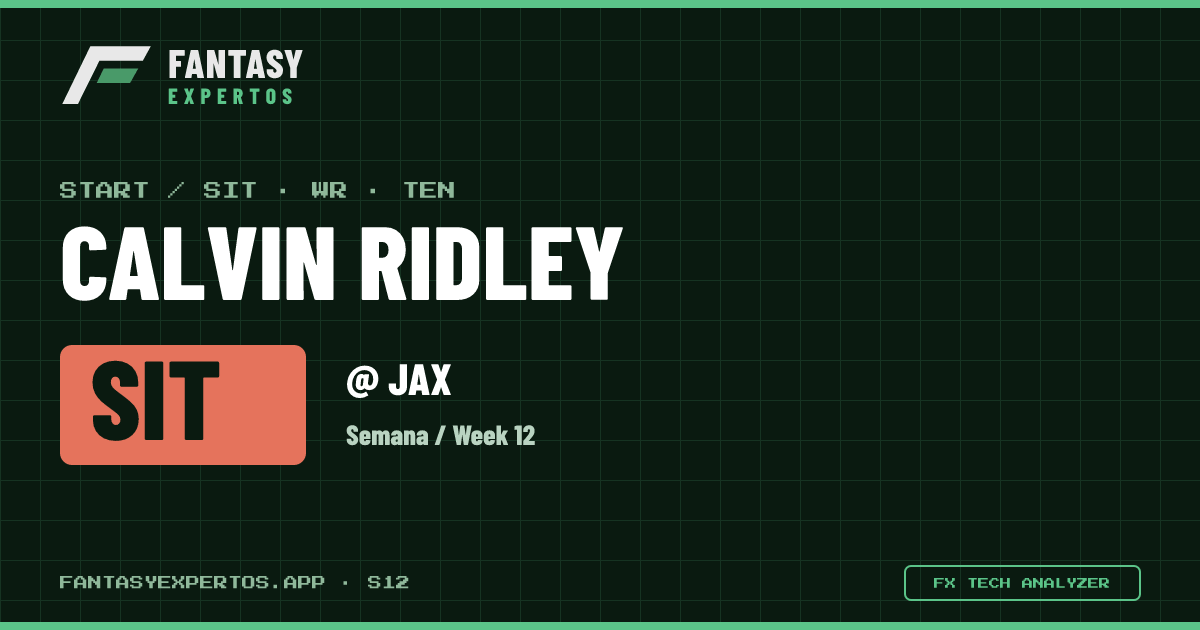 FANTASY
EXPERTOS
START / SIT · WR · TEN
CALVIN RIDLEY
SIT
@ JAX
Semana / Week 12
FANTASYEXPERTOS.APP · S12
FX TECH ANALYZER